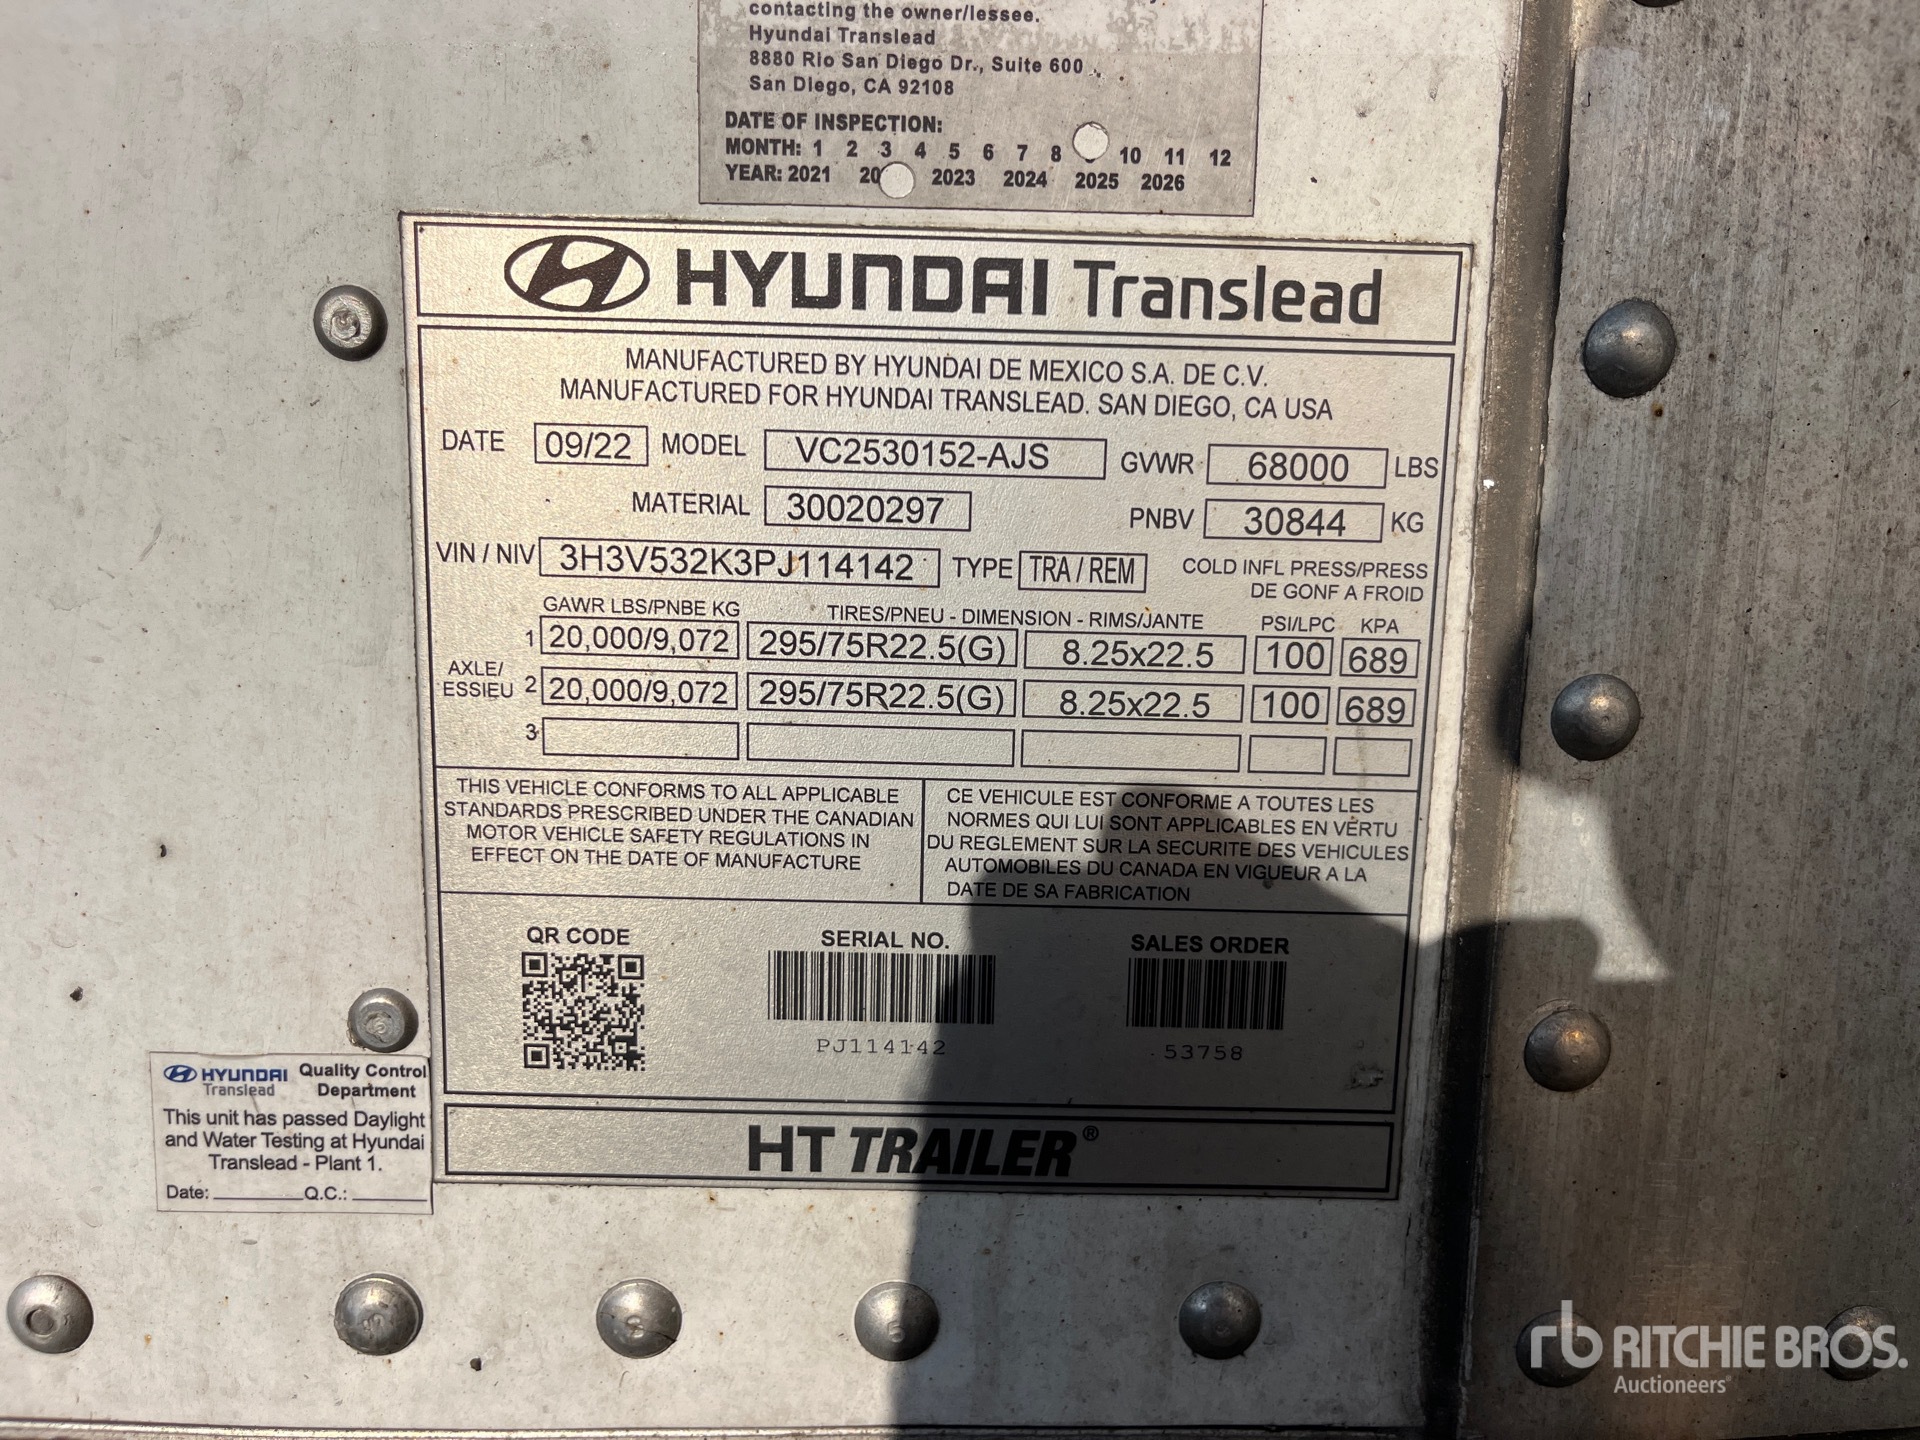 contacting the owner/lessee.
Hyundai Translead
8880 Rio San Diego Dr., Suite 600
San Diego, CA 92108
DATE OF INSPECTION:
MONTH: 1 2 3 4 5 6 7 8 10 11 12
YEAR: 2021 20 2023 2024 2025 2026
HYUNDAI Translead
MANUFACTURED BY HYUNDAI DE MEXICO S.A. DE C.V.
MANUFACTURED FOR HYUNDAI TRANSLEAD. SAN DIEGO, CA USA
DATE 09/22 MODEL VC2530152-AJS GVWR 68000 LBS
MATERIAL 30020297 PNBV 30844 KG
VIN / NIV 3H3V532K3PJ114142 TYPE TRA / REM COLD INFL PRESS/PRESS
DE GONF A FROID
GAWR LBS/PNBE KG TIRES/PNEU - DIMENSION - RIMS/JANTE PSI/LPC KPA
1 20,000/9,072 295/75R22.5(G) 8.25x22.5 100 689
AXLE/
ESSIEU 2 20,000/9,072 295/75R22.5(G) 8.25x22.5 100 689
3
THIS VEHICLE CONFORMS TO ALL APPLICABLE
STANDARDS PRESCRIBED UNDER THE CANADIAN
MOTOR VEHICLE SAFETY REGULATIONS IN
EFFECT ON THE DATE OF MANUFACTURE
CE VEHICULE EST CONFORME A TOUTES LES
NORMES QUI LUI SONT APPLICABLES EN VERTU
DU REGLEMENT SUR LA SECURITE DES VEHICULES
AUTOMOBILES DU CANADA EN VIGUEUR A LA
DATE DE SA FABRICATION
QR CODE SERIAL NO. SALES ORDER
PJ114142 53758
HT TRAILER®
HYUNDAI Translead Quality Control Department
This unit has passed Daylight
and Water Testing at Hyundai
Translead - Plant 1.
Date: Q.C.:
rb RITCHIE BROS.
Auctioneers